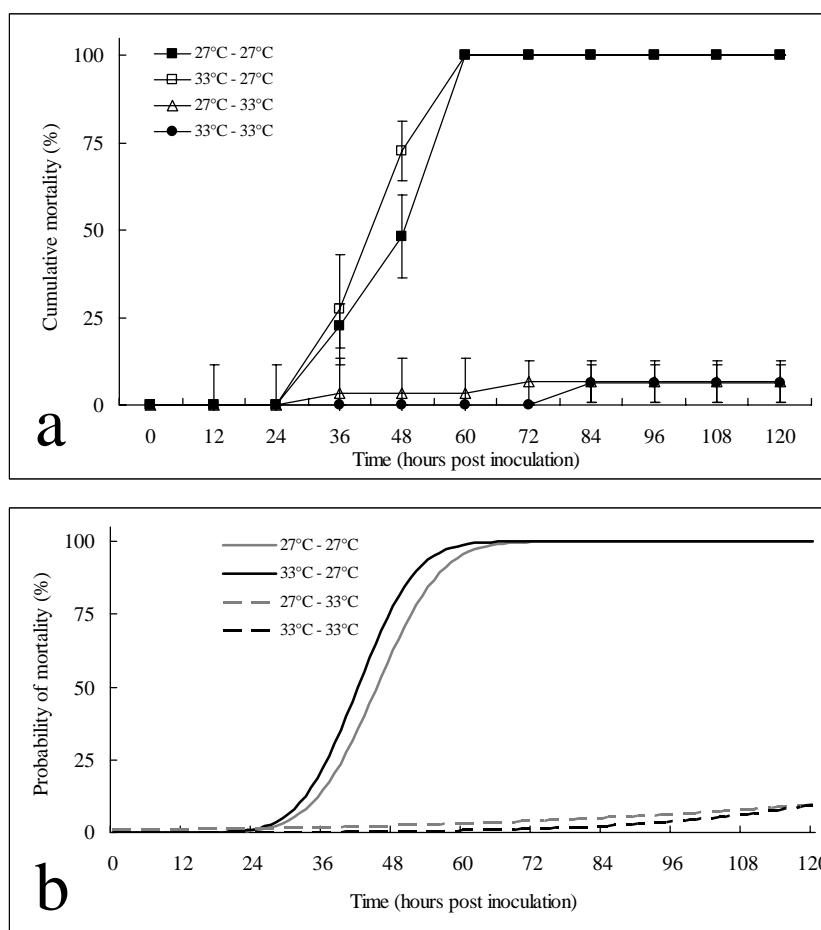 27°C - 27°C
33°C - 27°C
27°C - 33°C
33°C - 33°C
Cumulative mortality (%)
100
75
50
25
0
0 12 24 36 48 60 72 84 96 108 120
Time (hours post inoculation)
a
27°C - 27°C
33°C - 27°C
27°C - 33°C
33°C - 33°C
Probability of mortality (%)
100
75
50
25
0
0 12 24 36 48 60 72 84 96 108 120
Time (hours post inoculation)
b